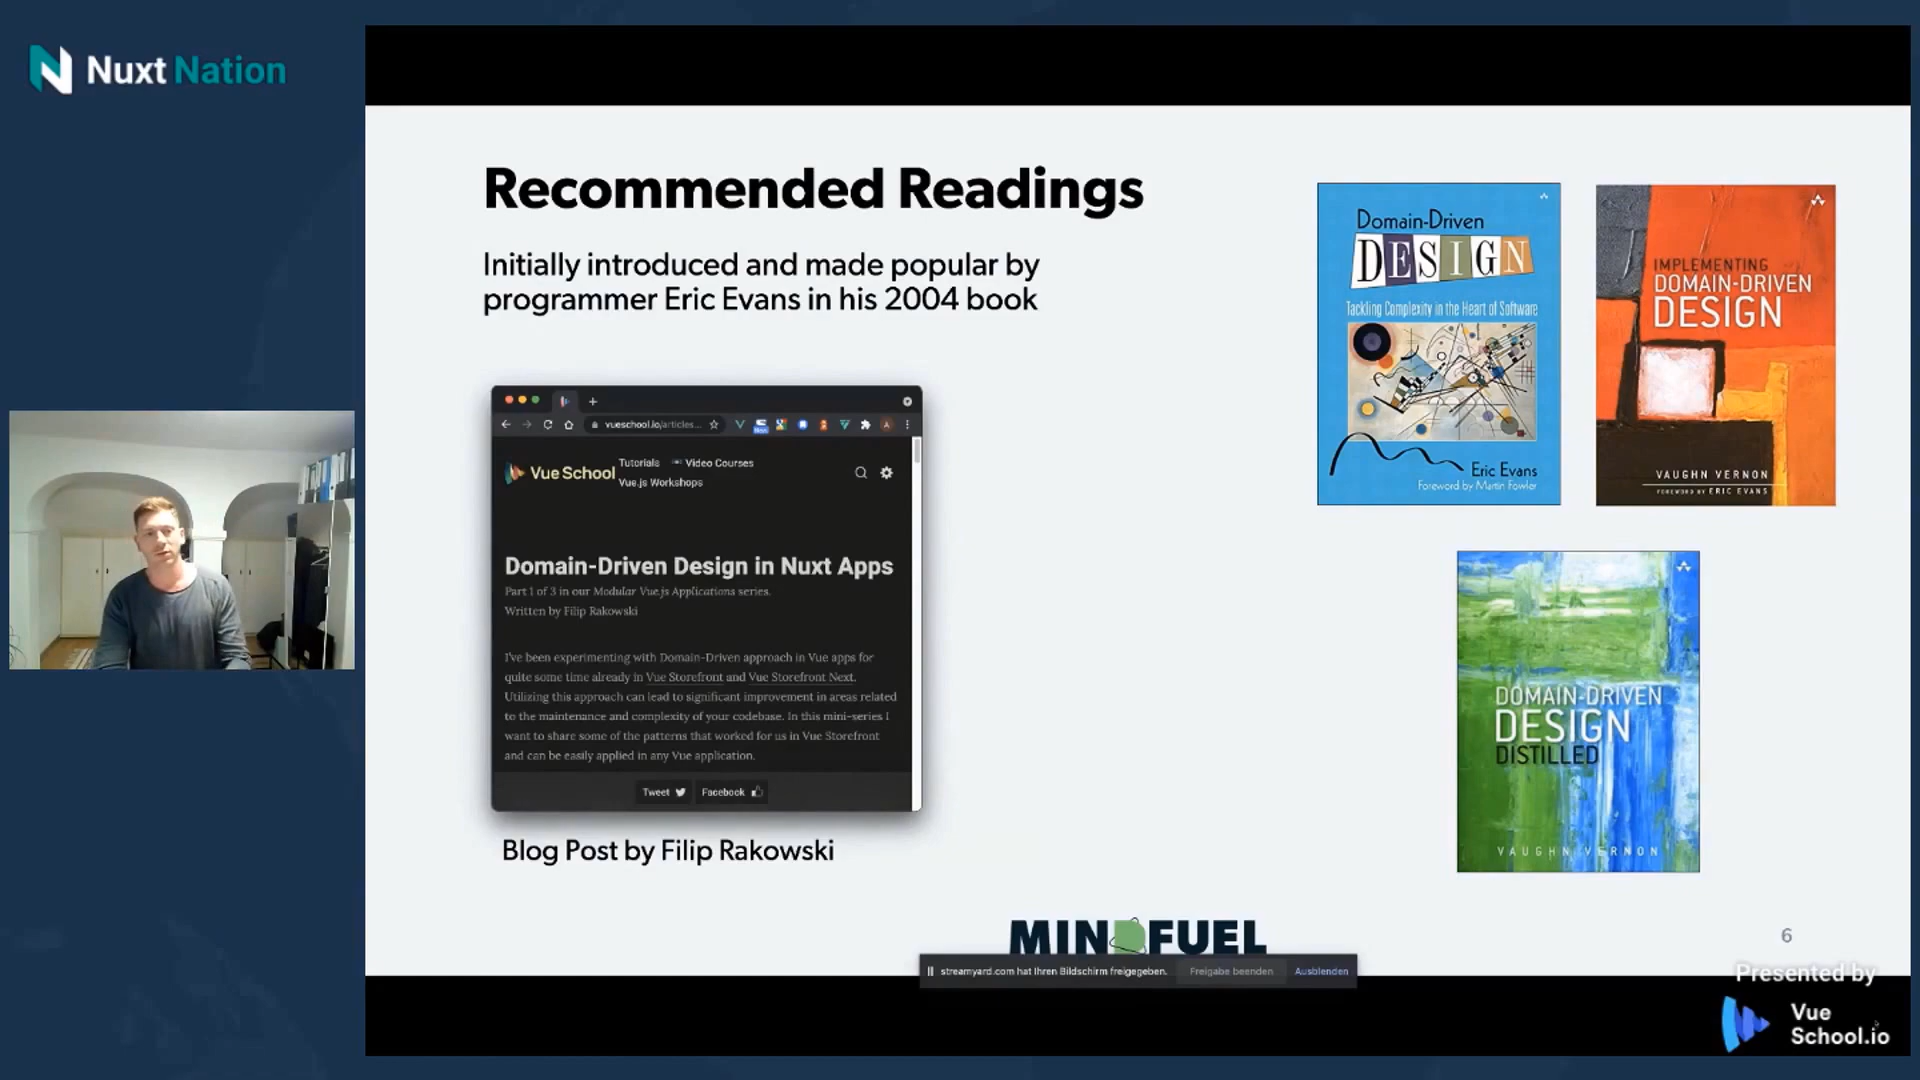 Nuxt Nation
Recommended Readings
Initially introduced and made popular by
programmer Eric Evans in his 2004 book
vueschool.io/articles...
Vue School
Tutorials
Video Courses
Vue.js Workshops
Domain-Driven Design in Nuxt Apps
Part 1 of 3 in our Modular Vue.js Applications series.
Written by Filip Rakowski
I've been experimenting with Domain-Driven approach in Vue apps for
quite some time already in Vue Storefront and Vue Storefront Next.
Utilizing this approach can lead to significant improvement in areas related
to the maintenance and complexity of your codebase. In this mini-series I
want to share some of the patterns that worked for us in Vue Storefront
and can be easily applied in any Vue application.
Tweet
Facebook
Blog Post by Filip Rakowski
Domain-Driven
DESIGN
Tackling Complexity in the Heart of Software
Eric Evans
Foreword by Martin Fowler
IMPLEMENTING
DOMAIN-DRIVEN
DESIGN
VAUGHN VERNON
FOREWORD BY ERIC EVANS
DOMAIN-DRIVEN
DESIGN
DISTILLED
VAUGHN VERNON
MINDFUEL
6
streamyard.com hat Ihren Bildschirm freigegeben.
Freigabe beenden
Ausblenden
Presented by
Vue
School.io